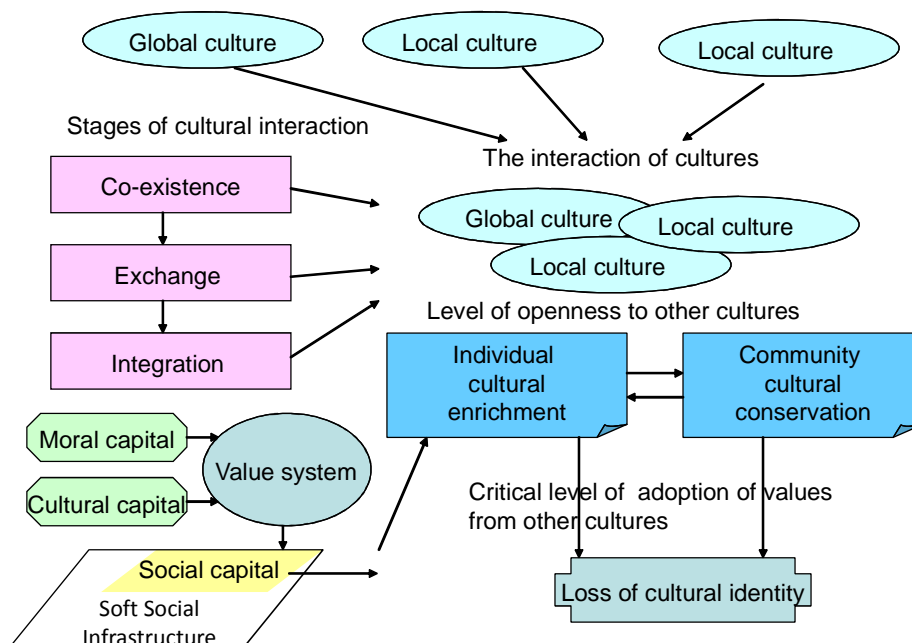 Global culture
Local culture
Local culture
Stages of cultural interaction
The interaction of cultures
Co-existence
Global culture
Local culture
Local culture
Exchange
Level of openness to other cultures
Integration
Individual
cultural
enrichment
Community
cultural
conservation
Moral capital
Value system
Cultural capital
Critical level of adoption of values
from other cultures
Social capital
Soft Social
Infrastructure
Loss of cultural identity